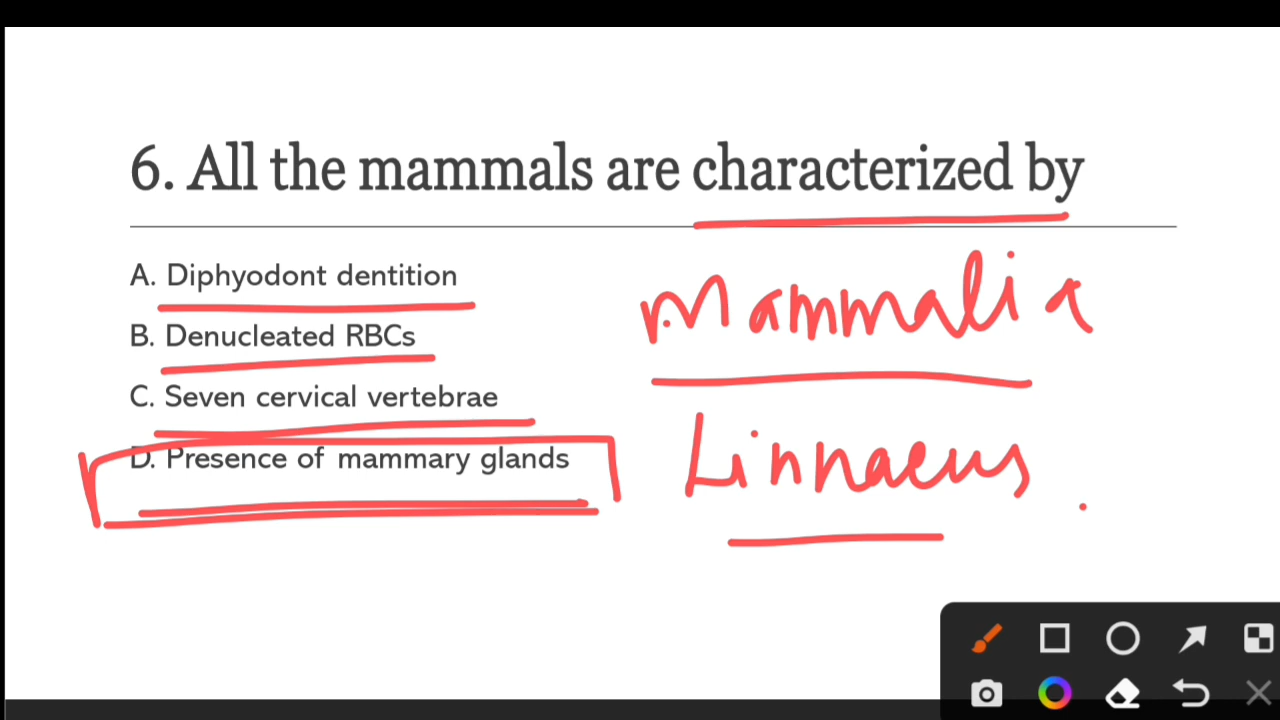 6. All the mammals are characterized by
A. Diphyodont dentition
B. Denucleated RBCs
C. Seven cervical vertebrae
D. Presence of mammary glands
Mammalia
Linnaeus